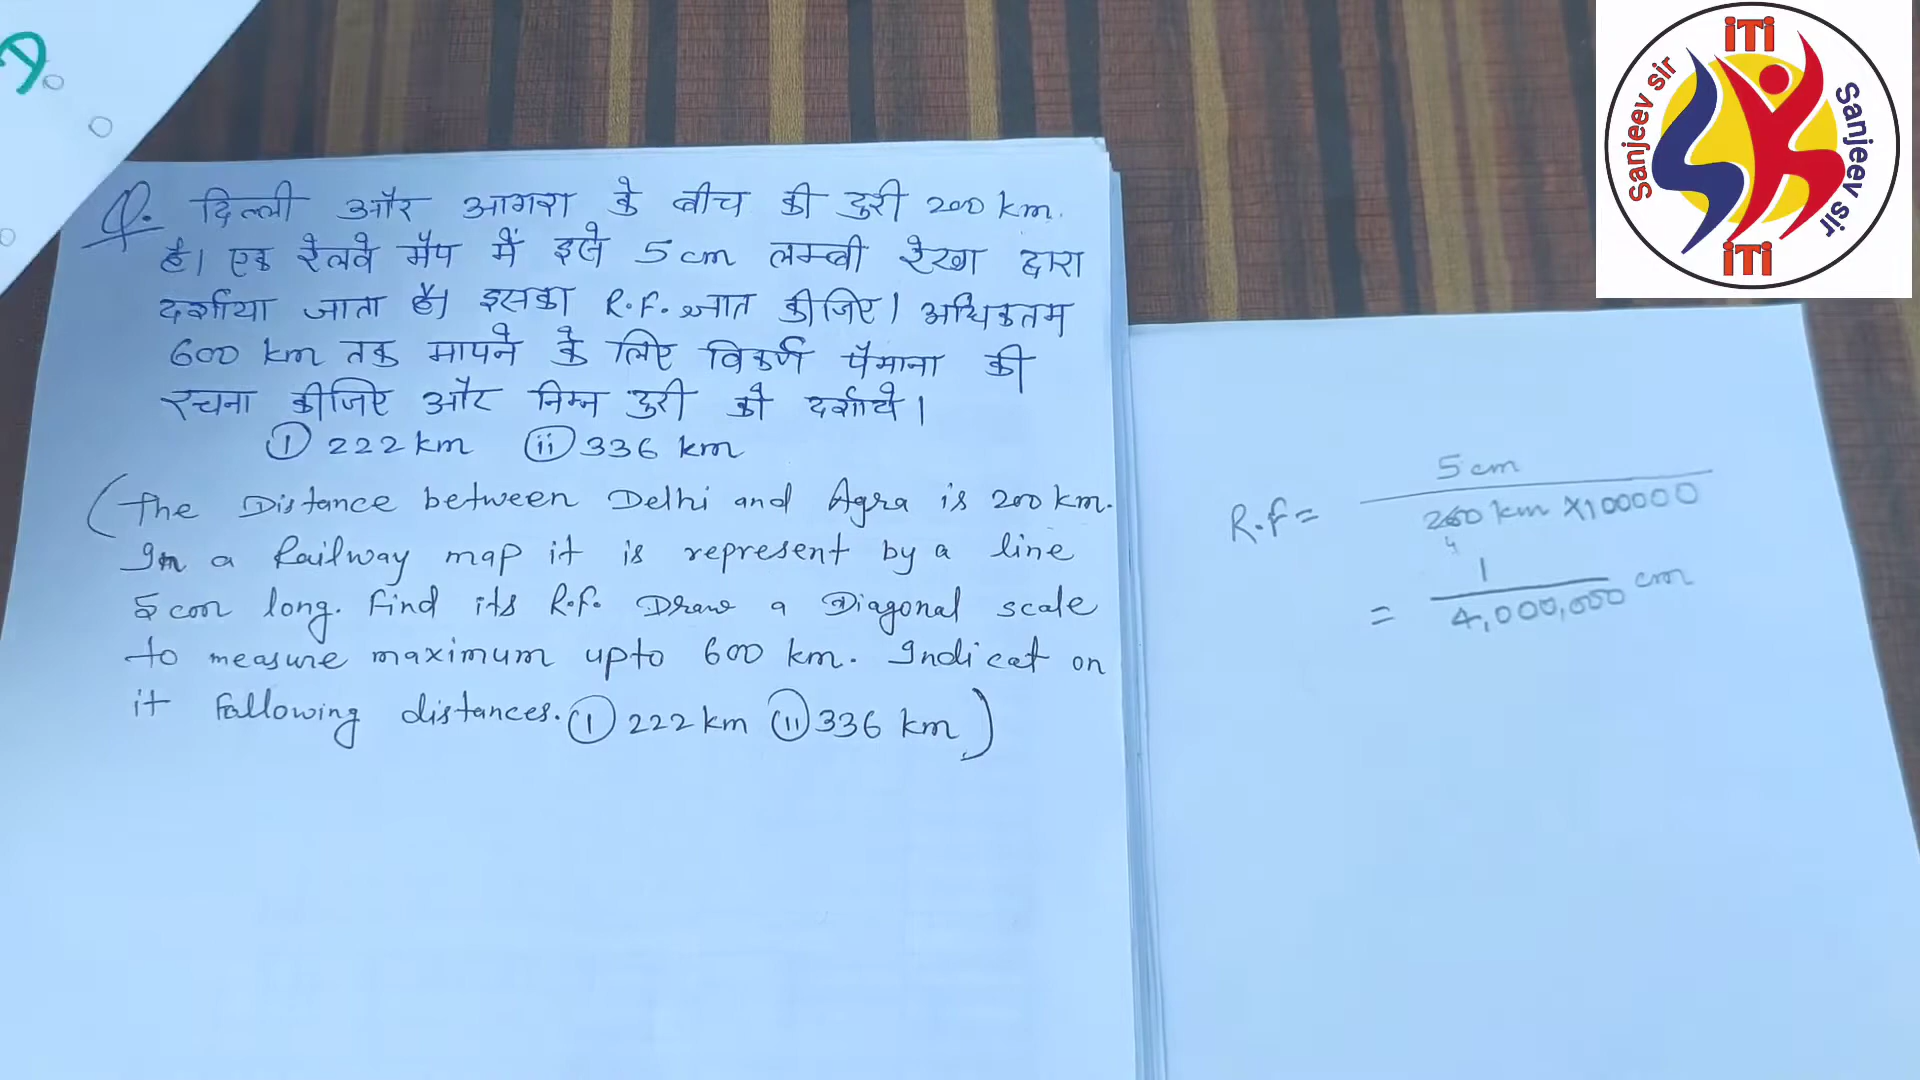 Q. दिल्ली और आगरा के बीच की दुरी 200 km.
है। एक रेलवे मैप में इसे 5 cm लम्बी रेखा द्वारा
दर्शाया जाता है। इसका R.F. ज्ञात कीजिए। अधिकतम
600 km तक मापने के लिए विकर्ण पैमाना की
रचना कीजिए और निम्न दुरी को दर्शाये।
(i) 222 km (ii) 336 km
(The Distance between Delhi and Agra is 200 km.
In a Railway map it is represent by a line
5 cm long. Find its R.f. Draw a Diagonal scale
to measure maximum upto 600 km. Indicat on
it following distances. (i) 222 km (ii) 336 km)
5 cm
R.F = 200 km × 100000
4
1
= 4,000,000 cm
iTi
Sanjeev sir
Sanjeev sir
iTi